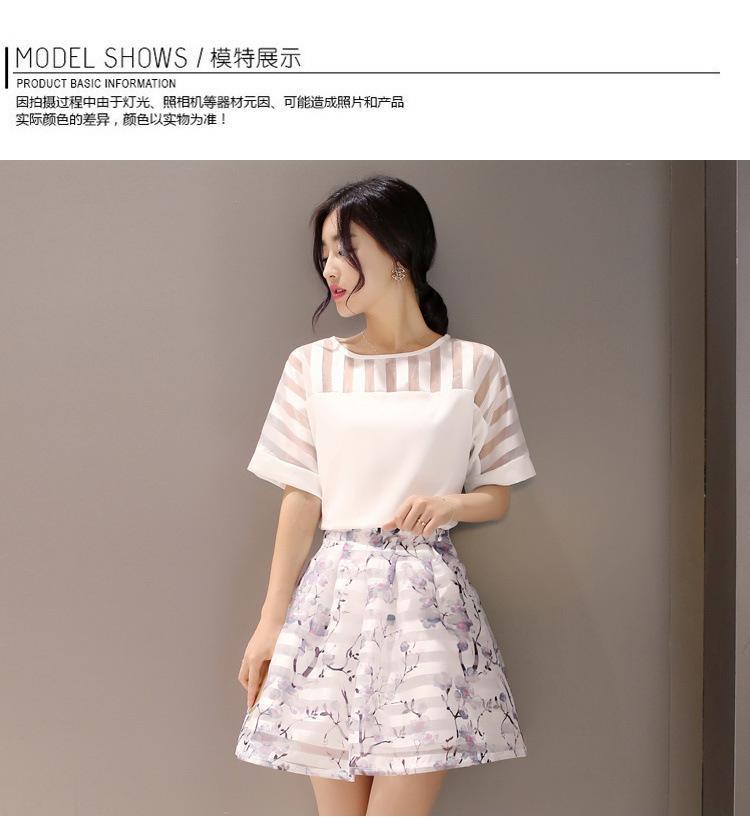 MODEL SHOWS / 模特展示
PRODUCT BASIC INFORMATION
因拍摄过程中由于灯光、照相机等器材元因、可能造成照片和产品
实际颜色的差异，颜色以实物为准！